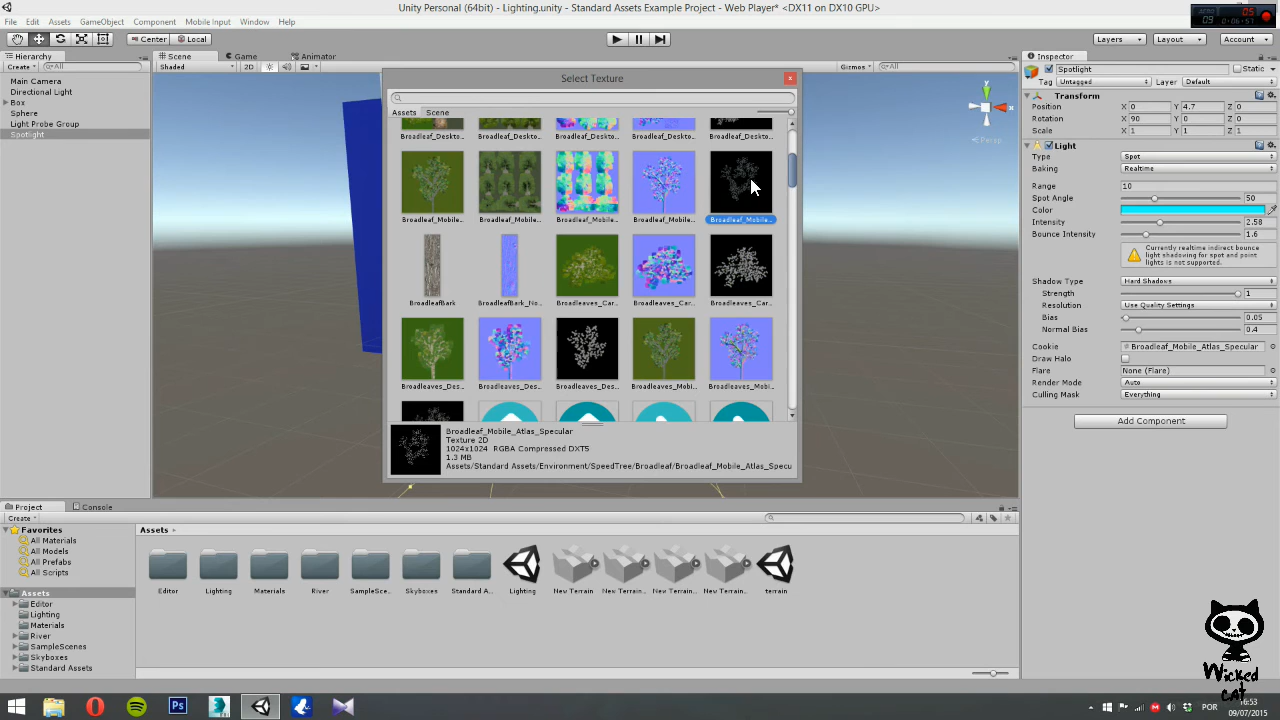 Unity Personal (64bit) - Lighting.unity - Standard Assets Example Project - Web Player* <DX11 on DX10 GPU>
File Edit Assets GameObject Component Mobile Input Window Help
Center Local
Layers Layout Account
Hierarchy
Create All
Main Camera
Directional Light
Box
Sphere
Light Probe Group
Spotlight
Scene Game Animator
Shaded 2D Gizmos All
Persp
Select Texture
Assets Scene
Broadleaf_Deskto.. Broadleaf_Deskto.. Broadleaf_Deskto.. Broadleaf_Deskto.. Broadleaf_Deskto..
Broadleaf_Mobile.. Broadleaf_Mobile.. Broadleaf_Mobile.. Broadleaf_Mobile.. Broadleaf_Mobile..
BroadleafBark BroadleafBark_No.. Broadleaves_Car.. Broadleaves_Car.. Broadleaves_Car..
Broadleaves_Des.. Broadleaves_Des.. Broadleaves_Des.. Broadleaves_Mobi.. Broadleaves_Mobi..
Broadleaf_Mobile_Atlas_Specular
Texture 2D
1024x1024 RGBA Compressed DXT5
1.3 MB
Assets/Standard Assets/Environment/SpeedTree/Broadleaf/Broadleaf_Mobile_Atlas_Specu
Inspector
Spotlight Static
Tag Untagged Layer Default
Transform
Position X 0 Y 4.7 Z 0
Rotation X 90 Y 0 Z 0
Scale X 1 Y 1 Z 1
Light
Type Spot
Baking Realtime
Range 10
Spot Angle 50
Color
Intensity 2.58
Bounce Intensity 1.6
Currently realtime indirect bounce
light shadowing for spot and point
lights is not supported.
Shadow Type Hard Shadows
Strength 1
Resolution Use Quality Settings
Bias 0.05
Normal Bias 0.4
Cookie Broadleaf_Mobile_Atlas_Specular
Draw Halo
Flare None (Flare)
Render Mode Auto
Culling Mask Everything
Add Component
Project Console
Create
Favorites
All Materials
All Models
All Prefabs
All Scripts
Assets
Editor
Lighting
Materials
River
SampleScenes
Skyboxes
Standard Assets
Assets
Editor Lighting Materials River SampleSce.. Skyboxes Standard A.. Lighting New Terrain New Terrain.. New Terrain.. New Terrain.. terrain
Wicked
cat
POR
16:53
09/07/2015